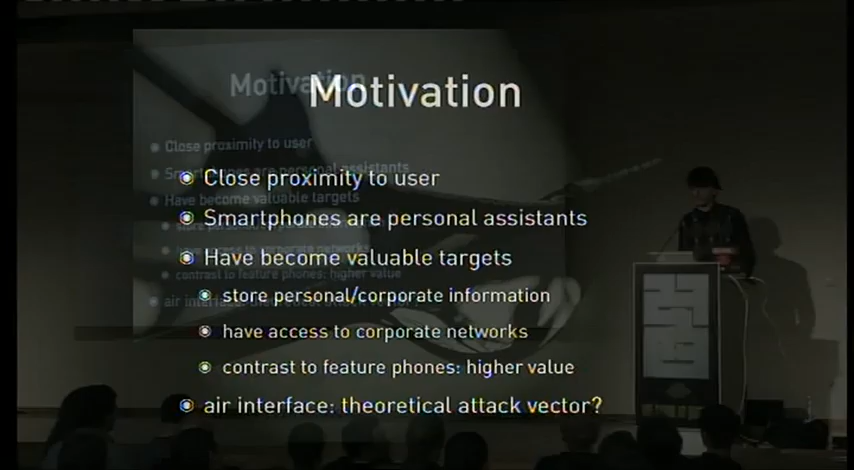 Motivation
Close proximity to user
Smartphones are personal assistants
Have become valuable targets
store personal/corporate information
have access to corporate networks
contrast to feature phones: higher value
air interface: theoretical attack vector?